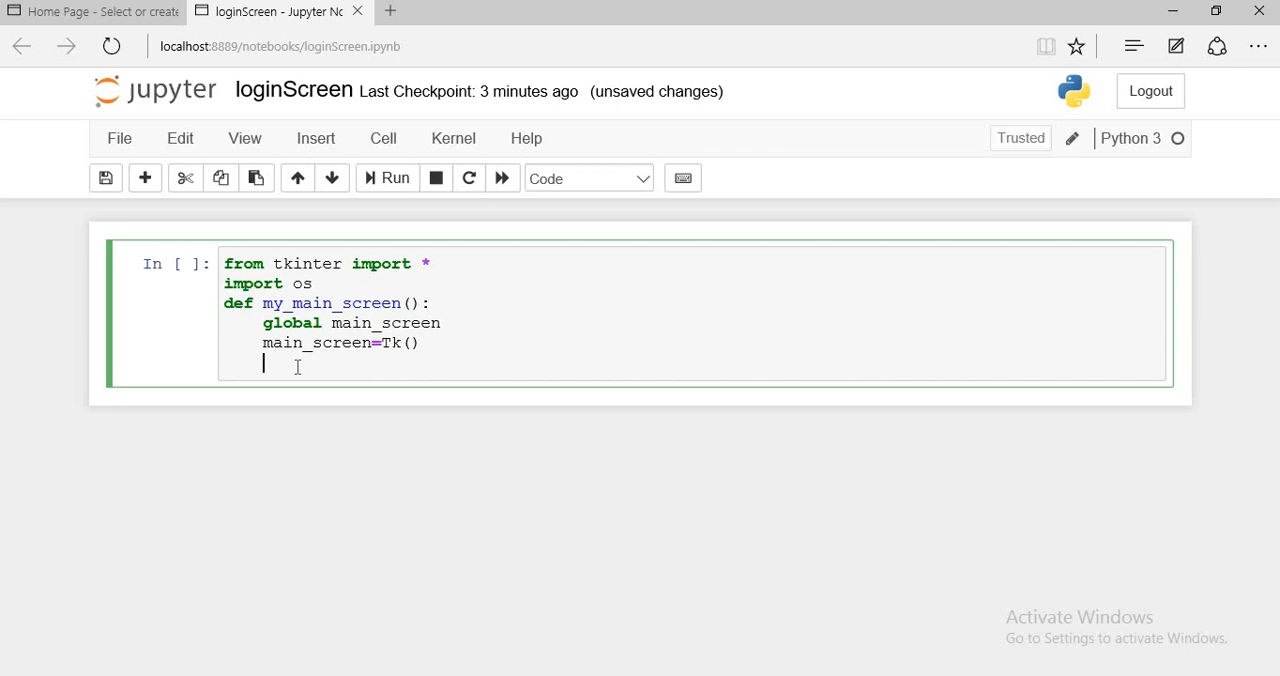 Home Page - Select or create
loginScreen - Jupyter No
localhost:8889/notebooks/loginScreen.ipynb
jupyter loginScreen Last Checkpoint: 3 minutes ago (unsaved changes)
Logout
File Edit View Insert Cell Kernel Help Trusted Python 3
Run Code
In [ ]: from tkinter import *
import os
def my_main_screen():
global main_screen
main_screen=Tk()
Activate Windows
Go to Settings to activate Windows.